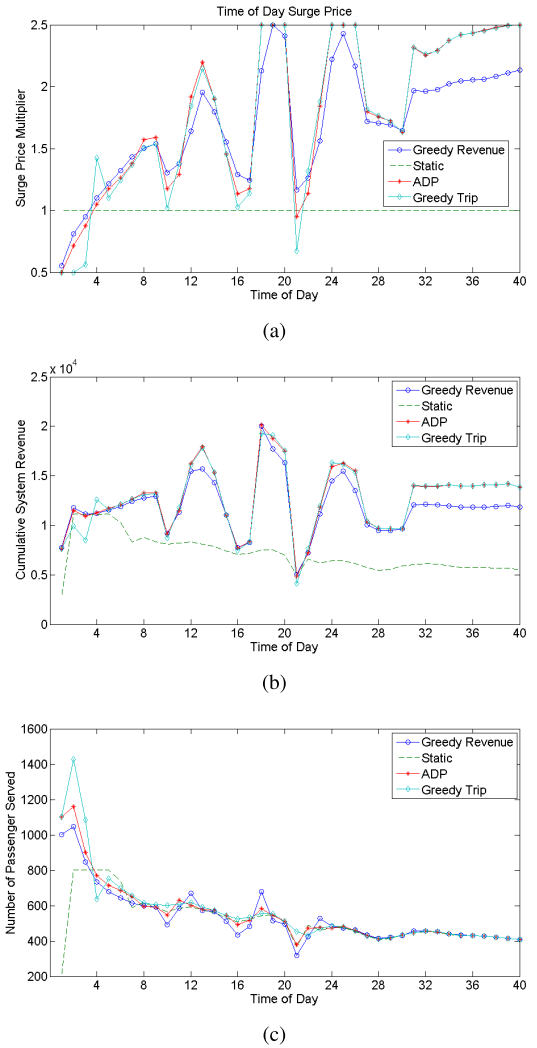 Time of Day Surge Price
2.5
2
1.5
1
0.5
Surge Price Multiplier
Greedy Revenue
Static
ADP
Greedy Trip
4 8 12 16 20 24 28 32 36 40
Time of Day
(a)
x 10^4
2.5
2.0
1.5
1.0
0.5
0
Cumulative System Revenue
Greedy Revenue
Static
ADP
Greedy Trip
4 8 12 16 20 24 28 32 36 40
Time of Day
(b)
1600
1400
1200
1000
800
600
400
200
Number of Passenger Served
Greedy Revenue
Static
ADP
Greedy Trip
4 8 12 16 20 24 28 32 36 40
Time of Day
(c)